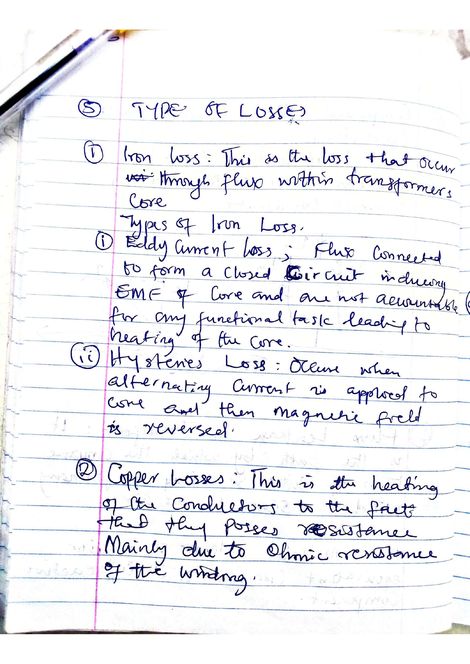 ⑤ TYPE OF LOSSES
① Iron loss: This is the loss that occur
through flux within transformers
Core
Types of Iron Loss.
① Eddy Current loss; Flux Connected
to form a closed Circuit inducing
EMF of Core and are not accountable
for any functional task leading to
heating of the core.
ii) Hysteries Loss: Occurs when
alternating Current is applied to
core and then magnetic field
is reversed.
② Copper Losses: This is the heating
of the Conductors to the fact
that they Posses resistance
Mainly due to Ohmic resistance
of the winding.